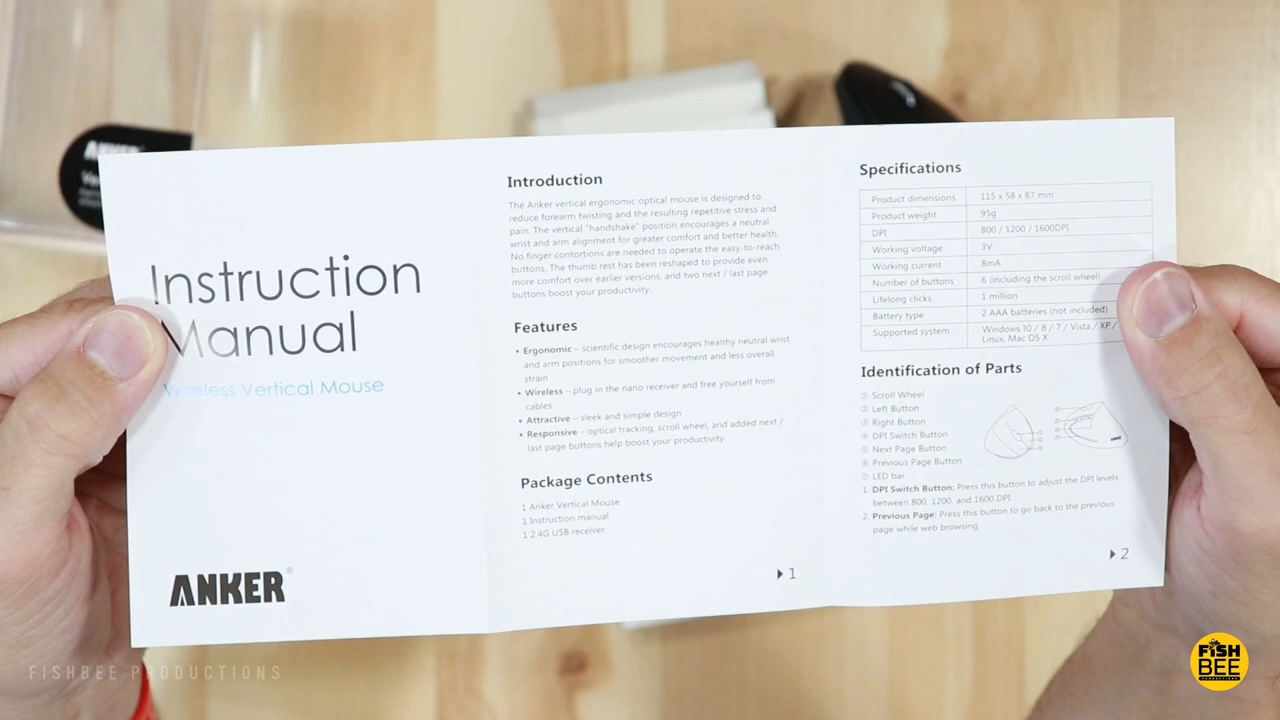 ANKER
Instruction
Manual
Wireless Vertical Mouse
ANKER®
Introduction
The Anker vertical ergonomic optical mouse is designed to
reduce forearm twisting and the resulting repetitive stress and
pain. The vertical "handshake" position encourages a neutral
wrist and arm alignment for greater comfort and better health.
No finger contortions are needed to operate the easy-to-reach
buttons. The thumb rest has been reshaped to provide even
more comfort over earlier versions, and two next / last page
buttons boost your productivity.
Features
• Ergonomic – scientific design encourages healthy neutral wrist
and arm positions for smoother movement and less overall
strain
• Wireless – plug in the nano receiver and free yourself from
cables
• Attractive – sleek and simple design
• Responsive – optical tracking, scroll wheel, and added next /
last page buttons help boost your productivity
Package Contents
1 Anker Vertical Mouse
1 Instruction manual
1 2.4G USB receiver
1
Specifications
Product dimensions 115 x 58 x 87 mm
Product weight 95g
DPI 800 / 1200 / 1600DPI
Working voltage 3V
Working current 8mA
Number of buttons 6 (including the scroll wheel)
Lifelong clicks 1 million
Battery type 2 AAA batteries (not included)
Supported system Windows 10 / 8 / 7 / Vista / XP /
Linux, Mac OS X
Identification of Parts
① Scroll Wheel
② Left Button
③ Right Button
④ DPI Switch Button
⑤ Next Page Button
⑥ Previous Page Button
⑦ LED bar
1. DPI Switch Button: Press this button to adjust the DPI levels
between 800, 1200, and 1600 DPI.
2. Previous Page: Press this button to go back to the previous
page while web browsing.
2
FISHBEE PRODUCTIONS
FISH
BEE